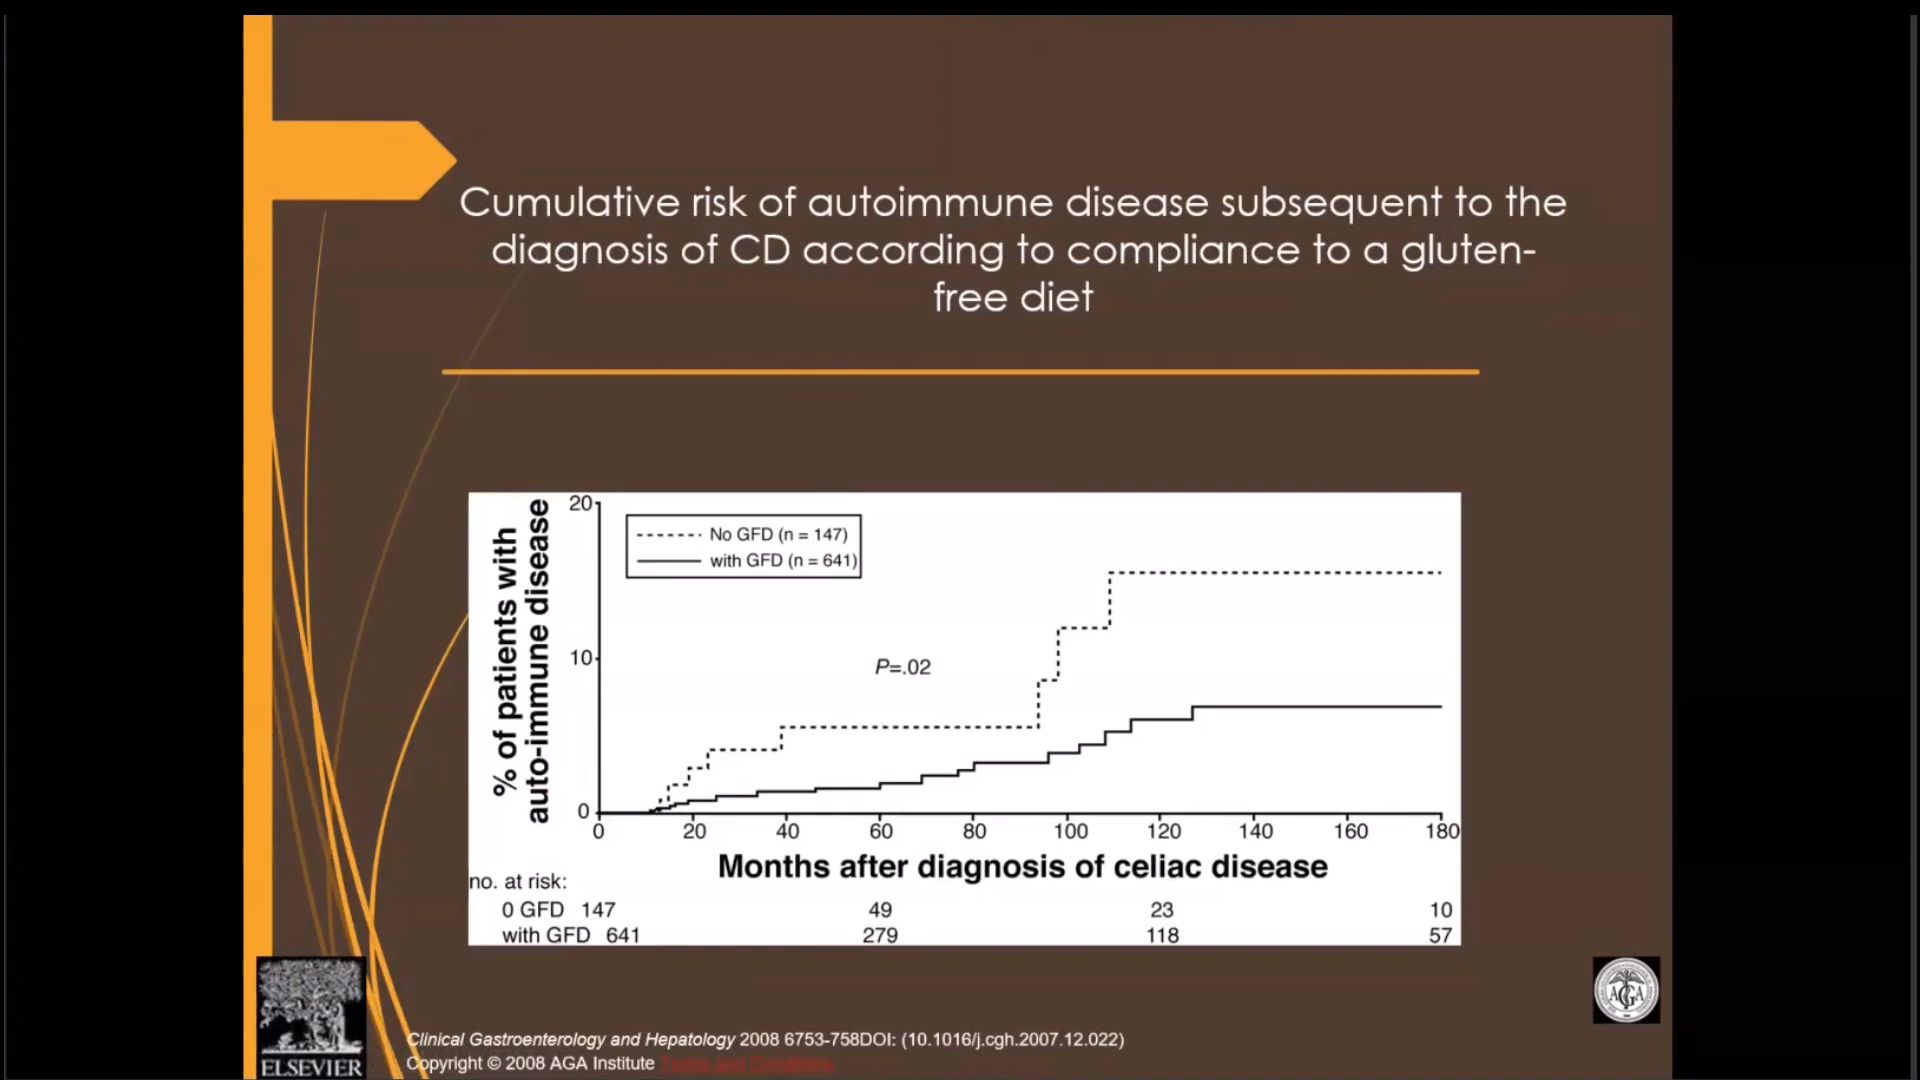 Cumulative risk of autoimmune disease subsequent to the
diagnosis of CD according to compliance to a gluten-
free diet
% of patients with
auto-immune disease
20
10
0
No GFD (n = 147)
with GFD (n = 641)
P=.02
0 20 40 60 80 100 120 140 160 180
Months after diagnosis of celiac disease
no. at risk:
0 GFD 147 49 23 10
with GFD 641 279 118 57
ELSEVIER
AGA
Clinical Gastroenterology and Hepatology 2008 6753-758DOI: (10.1016/j.cgh.2007.12.022)
Copyright © 2008 AGA Institute Terms and Conditions